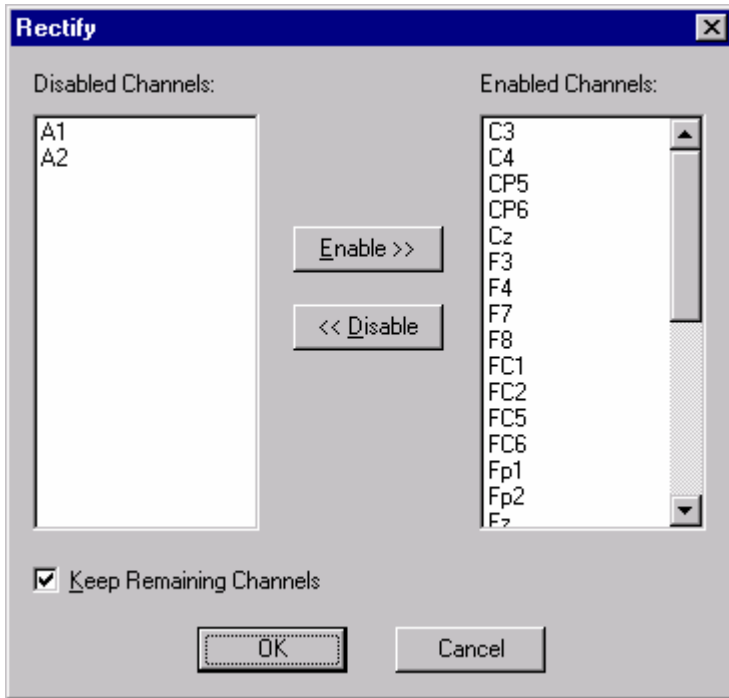 Rectify
Disabled Channels:
A1
A2
Enable >>
<< Disable
Enabled Channels:
C3
C4
CP5
CP6
Cz
F3
F4
F7
F8
FC1
FC2
FC5
FC6
Fp1
Fp2
Fz
Keep Remaining Channels
OK
Cancel